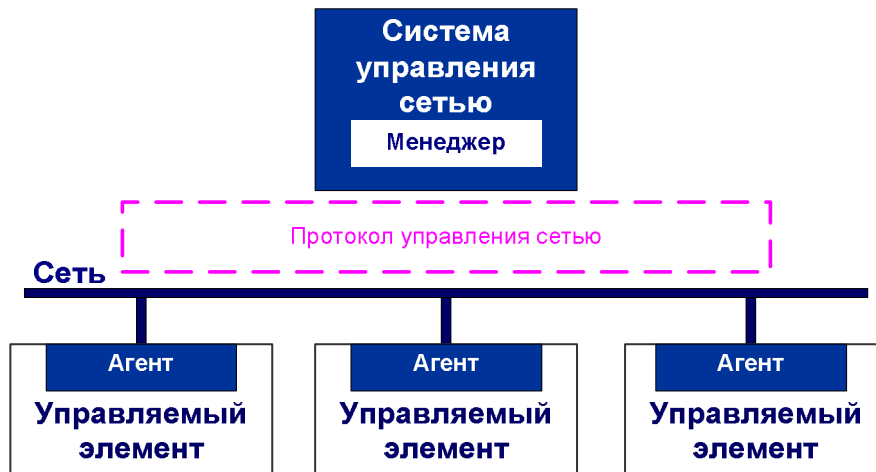 Система
управления
сетью
Менеджер
Протокол управления сетью
Сеть
Агент
Агент
Агент
Управляемый
элемент
Управляемый
элемент
Управляемый
элемент